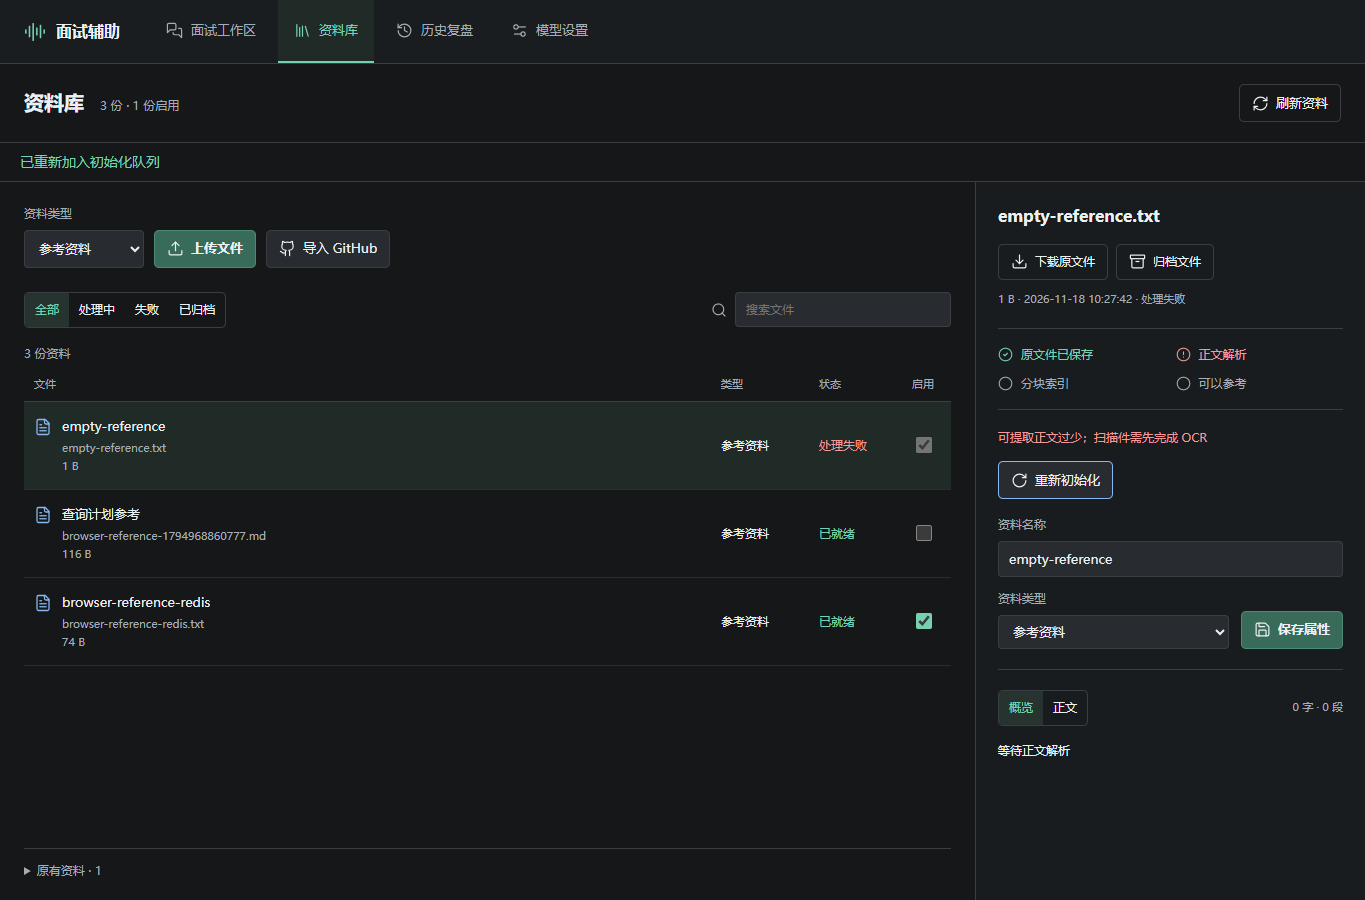 面试辅助
面试工作区
资料库
历史复盘
模型设置
资料库
3 份 · 1 份启用
刷新资料
已重新加入初始化队列
资料类型
参考资料
上传文件
导入 GitHub
全部
处理中
失败
已归档
搜索文件
3 份资料
文件
类型
状态
启用
empty-reference
empty-reference.txt
1 B
参考资料
处理失败
查询计划参考
browser-reference-1794968860777.md
116 B
参考资料
已就绪
browser-reference-redis
browser-reference-redis.txt
74 B
参考资料
已就绪
原有资料 · 1
empty-reference.txt
下载原文件
归档文件
1 B · 2026-11-18 10:27:42 · 处理失败
原文件已保存
正文解析
分块索引
可以参考
可提取正文过少；扫描件需先完成 OCR
重新初始化
资料名称
empty-reference
资料类型
参考资料
保存属性
概览
正文
0 字 · 0 段
等待正文解析